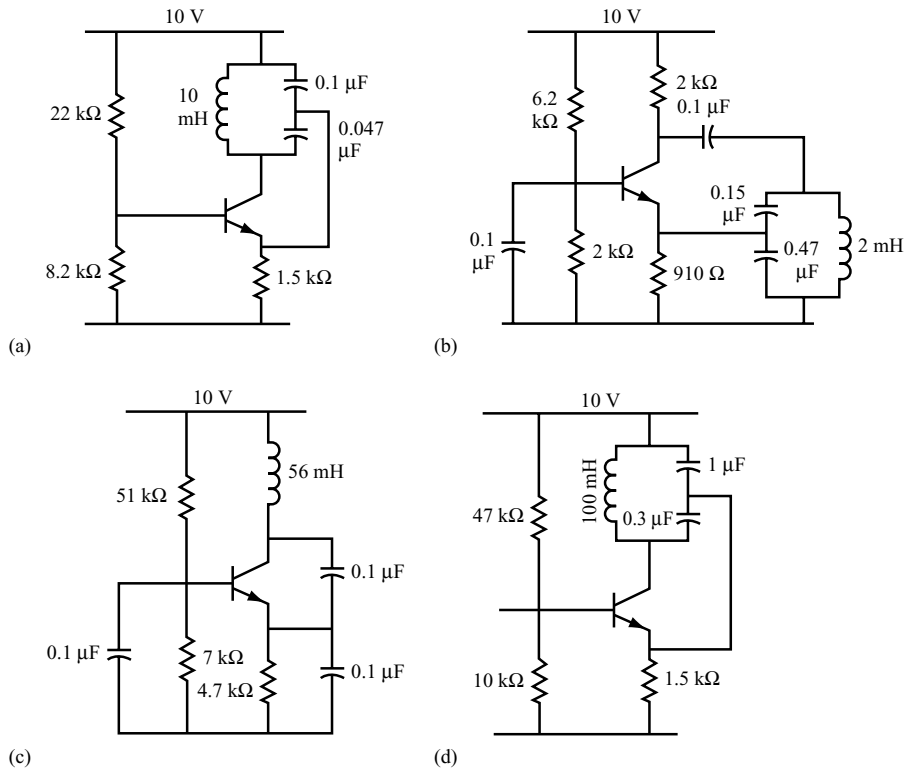 10 V
22 kΩ
10
mH
0.1 µF
0.047
µF
8.2 kΩ
1.5 kΩ
(a)
10 V
6.2
kΩ
2 kΩ
0.1 µF
0.15
µF
0.1
µF
2 kΩ
910 Ω
0.47
µF
2 mH
(b)
10 V
51 kΩ
56 mH
0.1 µF
0.1 µF
7 kΩ
4.7 kΩ
0.1 µF
(c)
10 V
47 kΩ
100 mH
1 µF
0.3 µF
10 kΩ
1.5 kΩ
(d)